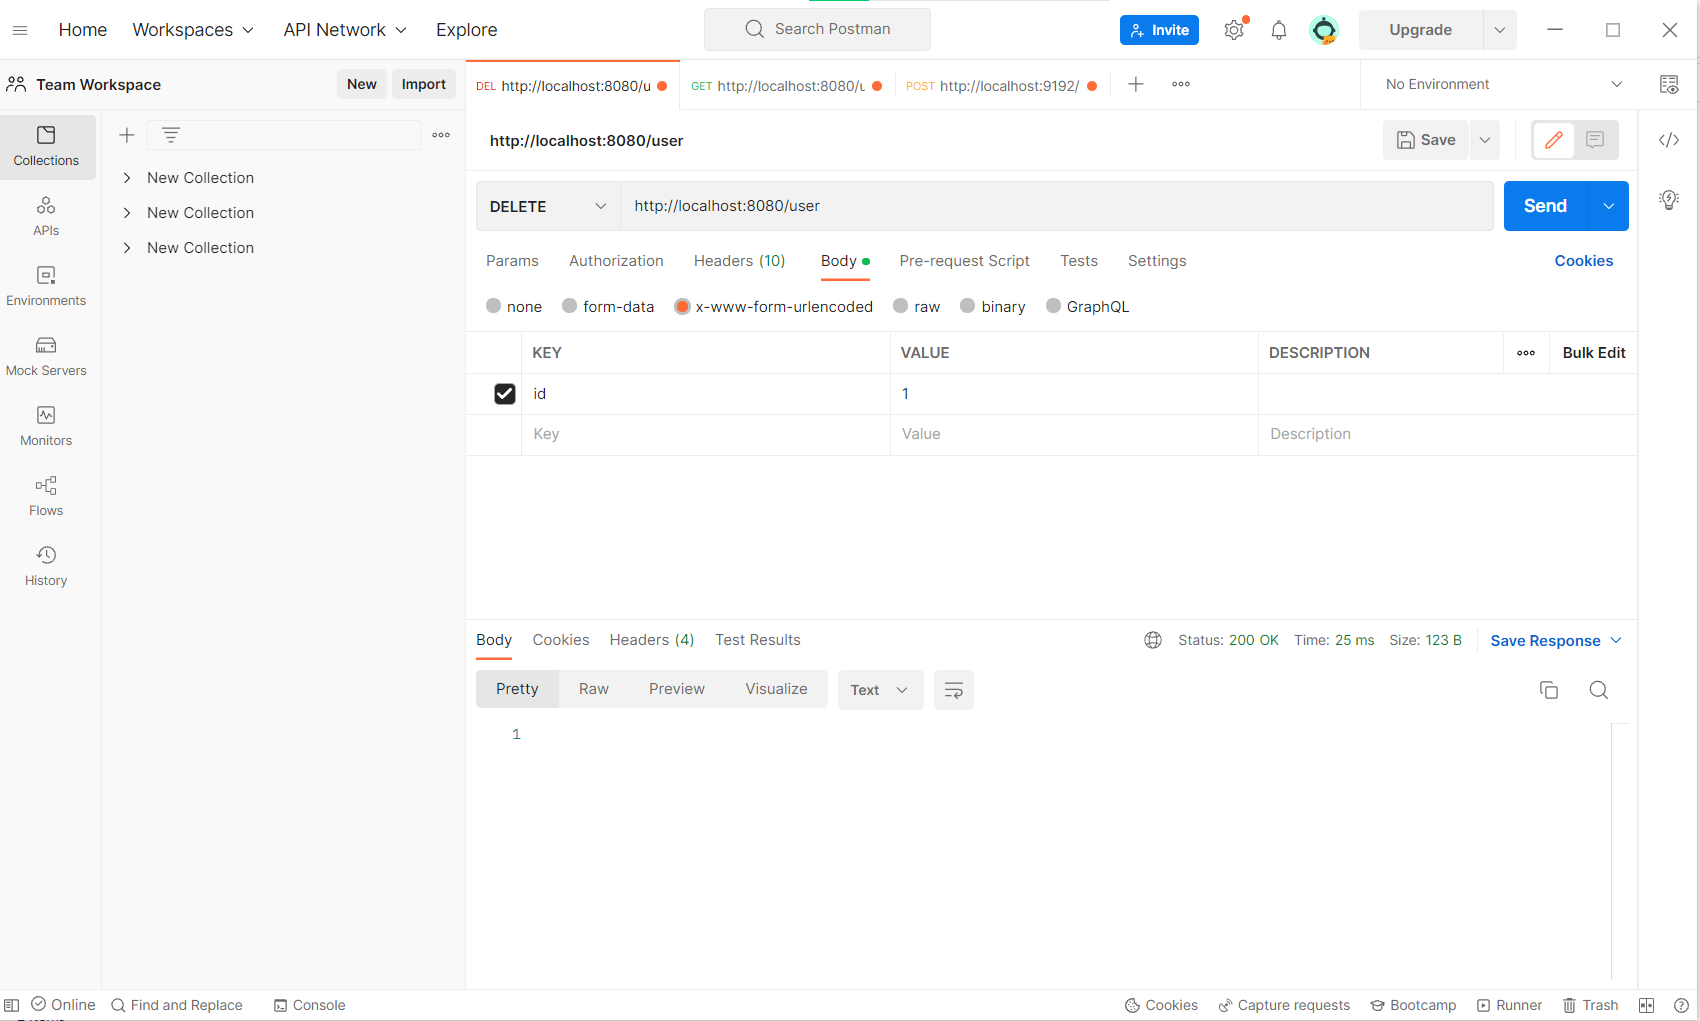 Home Workspaces API Network Explore Search Postman Invite Upgrade
Team Workspace New Import DEL http://localhost:8080/u GET http://localhost:8080/u POST http://localhost:9192/ No Environment
Collections
APIs
Environments
Mock Servers
Monitors
Flows
History
New Collection
New Collection
New Collection
http://localhost:8080/user Save
DELETE http://localhost:8080/user Send
Params Authorization Headers (10) Body Pre-request Script Tests Settings Cookies
none form-data x-www-form-urlencoded raw binary GraphQL
KEY VALUE DESCRIPTION Bulk Edit
id 1
Key Value Description
Body Cookies Headers (4) Test Results Status: 200 OK Time: 25 ms Size: 123 B Save Response
Pretty Raw Preview Visualize Text
1
Online Find and Replace Console Cookies Capture requests Bootcamp Runner Trash